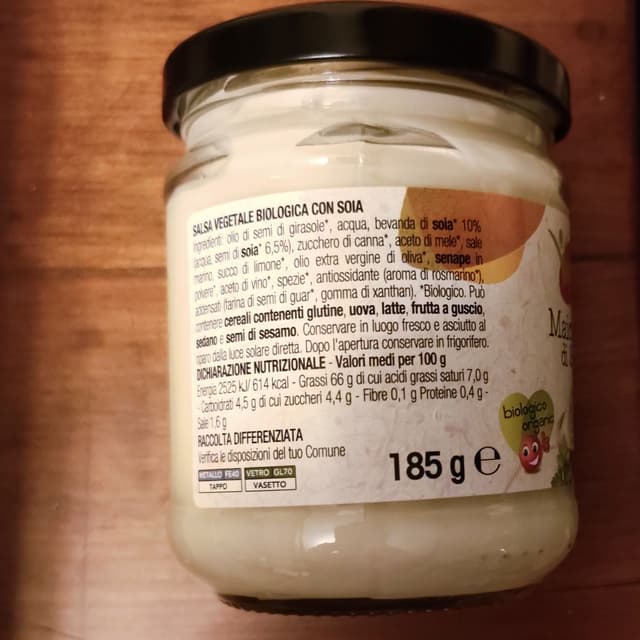 SALSA VEGETALE BIOLOGICA CON SOIA
Ingredienti: olio di semi di girasole*, acqua, bevanda di soia* 10%
(acqua, semi di soia* 6,5%), zucchero di canna*, aceto di mele*, sale
marino, succo di limone*, olio extra vergine di oliva*, senape in
polvere*, aceto di vino*, spezie*, antiossidante (aroma di rosmarino*),
addensati (farina di semi di guar*, gomma di xanthan). *Biologico. Può
contenere cereali contenenti glutine, uova, latte, frutta a guscio,
sedano e semi di sesamo. Conservare in luogo fresco e asciutto al
riparo dalla luce solare diretta. Dopo l'apertura conservare in frigorifero.
DICHIARAZIONE NUTRIZIONALE - Valori medi per 100 g
Energia 2525 kJ/ 614 kcal - Grassi 66 g di cui acidi grassi saturi 7,0 g
- Carboidrati 4,5 g di cui zuccheri 4,4 g - Fibre 0,1 g Proteine 0,4 g -
Sale 1,6 g
RACCOLTA DIFFERENZIATA
Verifica le disposizioni del tuo Comune
METALLO FE40 VETRO GL70
TAPPO VASETTO
185 g e
biologico
organic
di